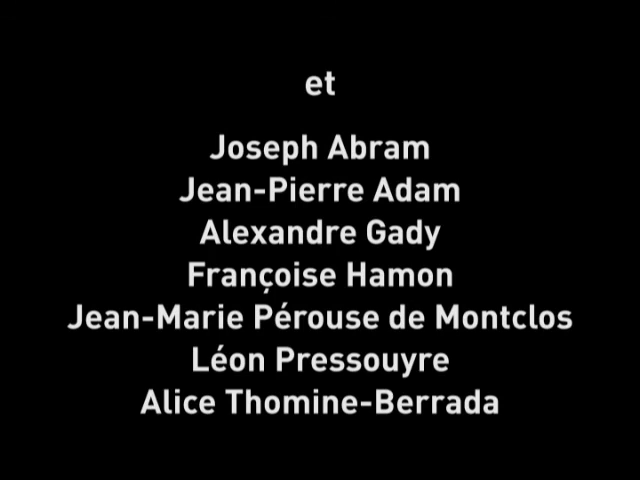 et
Joseph Abram
Jean-Pierre Adam
Alexandre Gady
Françoise Hamon
Jean-Marie Pérouse de Montclos
Léon Pressouyre
Alice Thomine-Berrada